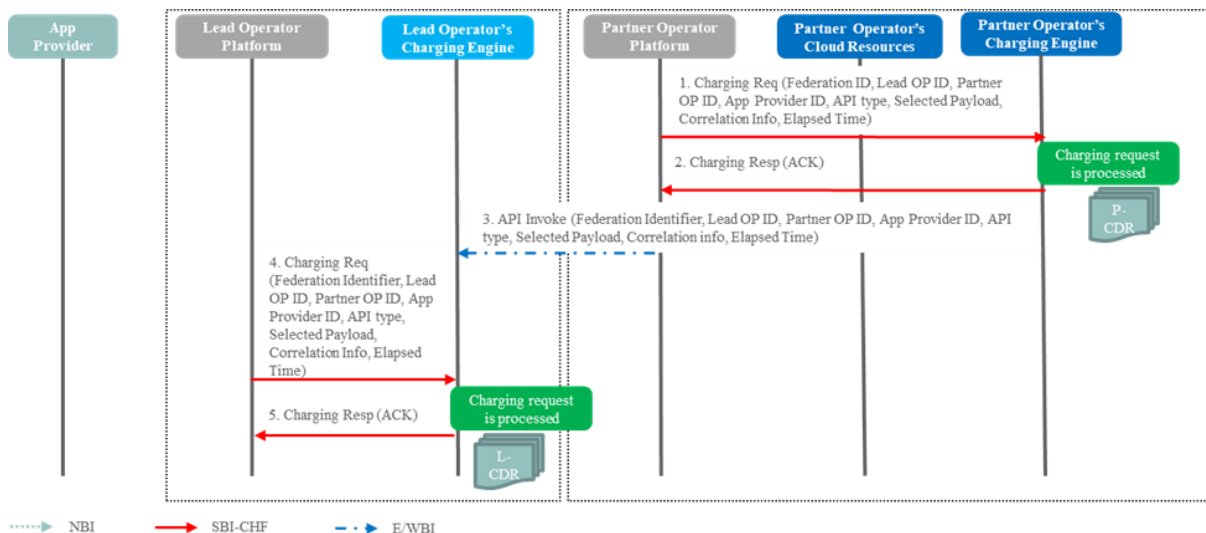 App
Provider
Lead Operator
Platform
Lead Operator's
Charging Engine
Partner Operator
Platform
Partner Operator's
Cloud Resources
Partner Operator's
Charging Engine
1. Charging Req (Federation ID, Lead OP ID, Partner
OP ID, App Provider ID, API type, Selected Payload,
Correlation Info, Elapsed Time)
2. Charging Resp (ACK)
Charging request
is processed
P-
CDR
3. API Invoke (Federation Identifier, Lead OP ID, Partner OP ID, App Provider ID, API
type, Selected Payload, Correlation info, Elapsed Time)
4. Charging Req
(Federation Identifier, Lead
OP ID, Partner OP ID, App
Provider ID, API type,
Selected Payload,
Correlation Info, Elapsed
Time)
Charging request
is processed
5. Charging Resp (ACK)
L-
CDR
NBI
SBI-CHF
E/WBI